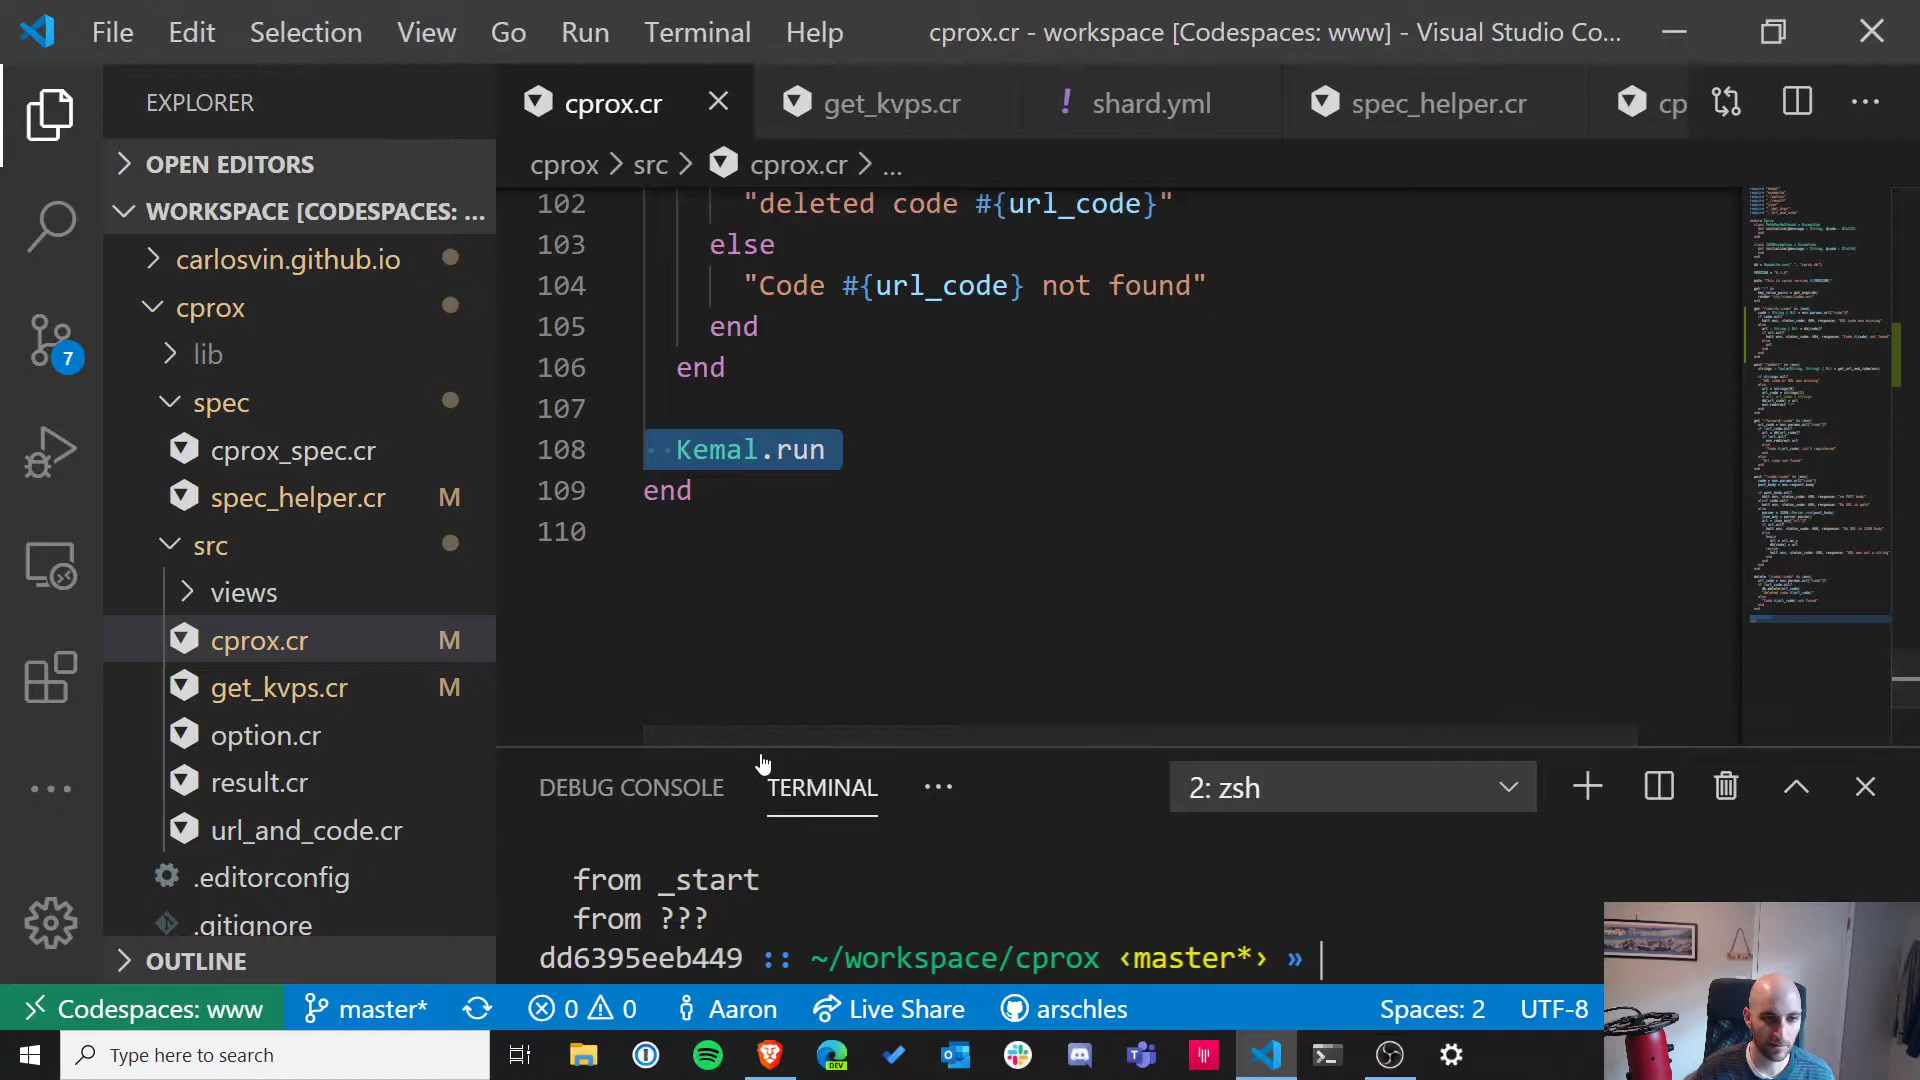 File Edit Selection View Go Run Terminal Help cprox.cr - workspace [Codespaces: www] - Visual Studio Co...
EXPLORER
cprox.cr get_kvps.cr ! shard.yml spec_helper.cr cp
OPEN EDITORS
cprox > src > cprox.cr > ...
WORKSPACE [CODESPACES: ...
carlosvin.github.io
cprox
lib
spec
cprox_spec.cr
spec_helper.cr M
src
views
cprox.cr M
get_kvps.cr M
option.cr
result.cr
url_and_code.cr
.editorconfig
.gitignore
OUTLINE
7
102 "deleted code #{url_code}"
103 else
104 "Code #{url_code} not found"
105 end
106 end
107
108 Kemal.run
109 end
110
DEBUG CONSOLE TERMINAL ... 2: zsh
from _start
from ???
dd6395eeb449 :: ~/workspace/cprox ‹master*› »
Codespaces: www master* 0 0 Aaron Live Share arschles Spaces: 2 UTF-8
Type here to search
DEV